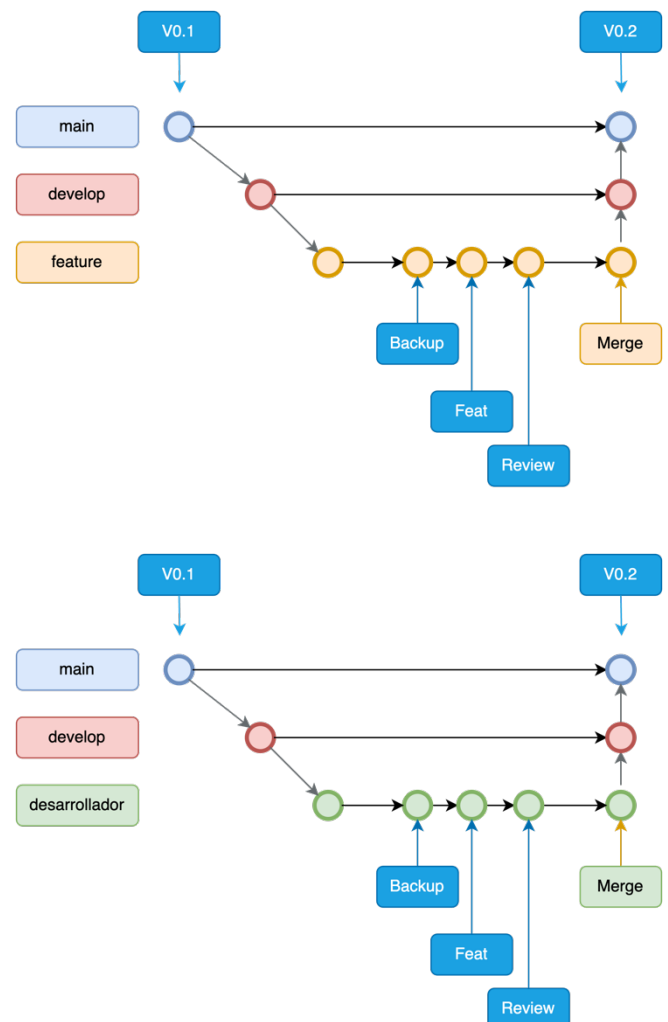 V0.1
V0.2
main
develop
feature
Backup
Merge
Feat
Review
V0.1
V0.2
main
develop
desarrollador
Backup
Merge
Feat
Review